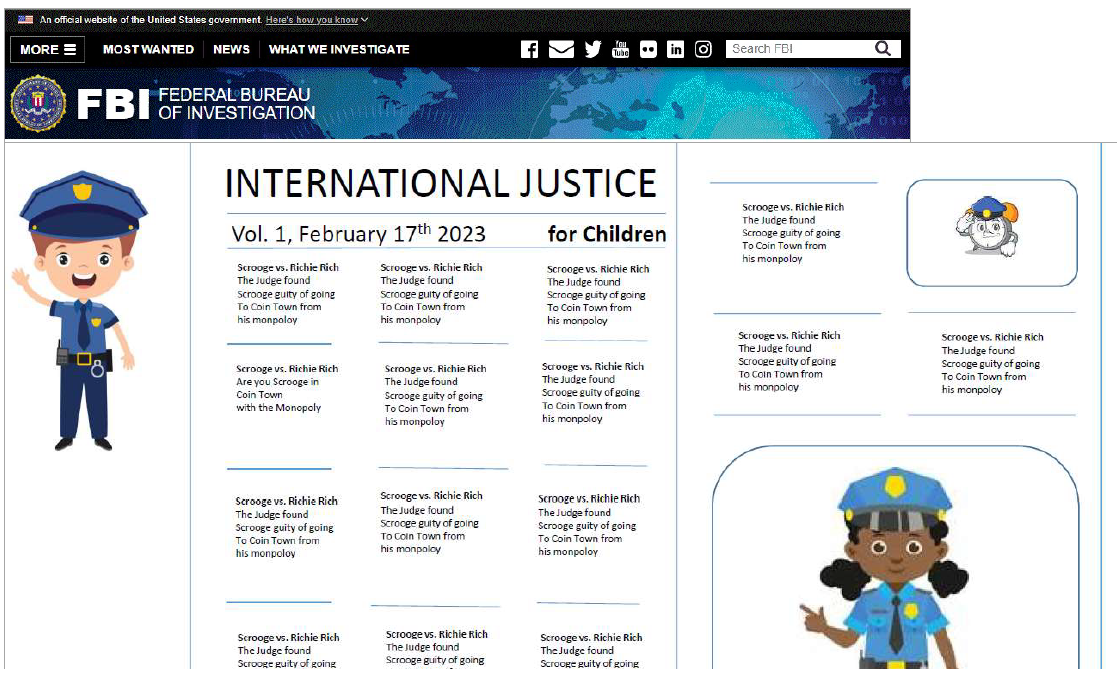 An official website of the United States government. Here's how you know
MORE
MOST WANTED
NEWS
WHAT WE INVESTIGATE
f
You
Tube
in
Search FBI
FBI
FEDERAL BUREAU
OF INVESTIGATION
INTERNATIONAL JUSTICE
Vol. 1, February 17th 2023 for Children
Scrooge vs. Richie Rich
The Judge found
Scrooge guity of going
To Coin Town from
his monpoloy
Scrooge vs. Richie Rich
The Judge found
Scrooge guity of going
To Coin Town from
his monpoloy
Scrooge vs. Richie Rich
The Judge found
Scrooge guity of going
To Coin Town from
his monpoloy
Scrooge vs. Richie Rich
Are you Scrooge in
Coin Town
with the Monopoly
Scrooge vs. Richie Rich
The Judge found
Scrooge guity of going
To Coin Town from
his monpoloy
Scrooge vs. Richie Rich
The Judge found
Scrooge guity of going
To Coin Town from
his monpoloy
Scrooge vs. Richie Rich
The Judge found
Scrooge guity of going
To Coin Town from
his monpoloy
Scrooge vs. Richie Rich
The Judge found
Scrooge guity of going
To Coin Town from
his monpoloy
Scrooge vs. Richie Rich
The Judge found
Scrooge guity of going
To Coin Town from
his monpoloy
Scrooge vs. Richie Rich
The Judge found
Scrooge guity of going
Scrooge vs. Richie Rich
The Judge found
Scrooge guity of going
Scrooge vs. Richie Rich
The Judge found
Scrooge guity of going
Scrooge vs. Richie Rich
The Judge found
Scrooge guity of going
To Coin Town from
his monpoloy
Scrooge vs. Richie Rich
The Judge found
Scrooge guity of going
To Coin Town from
his monpoloy
Scrooge vs. Richie Rich
The Judge found
Scrooge guity of going
To Coin Town from
his monpoloy